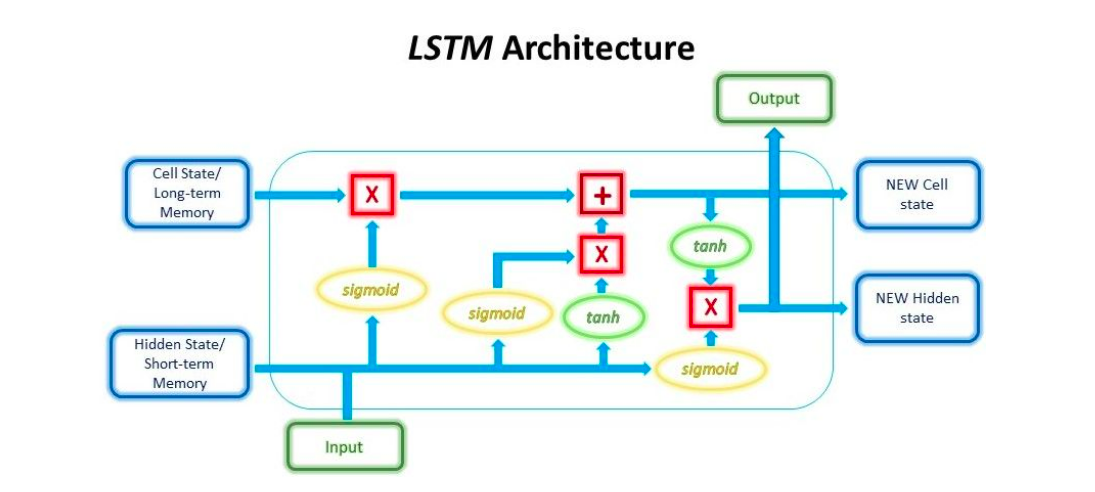 LSTM Architecture
Output
Cell State/
Long-term
Memory
X
+
NEW Cell
state
tanh
X
sigmoid
sigmoid
tanh
X
NEW Hidden
state
Hidden State/
Short-term
Memory
sigmoid
Input